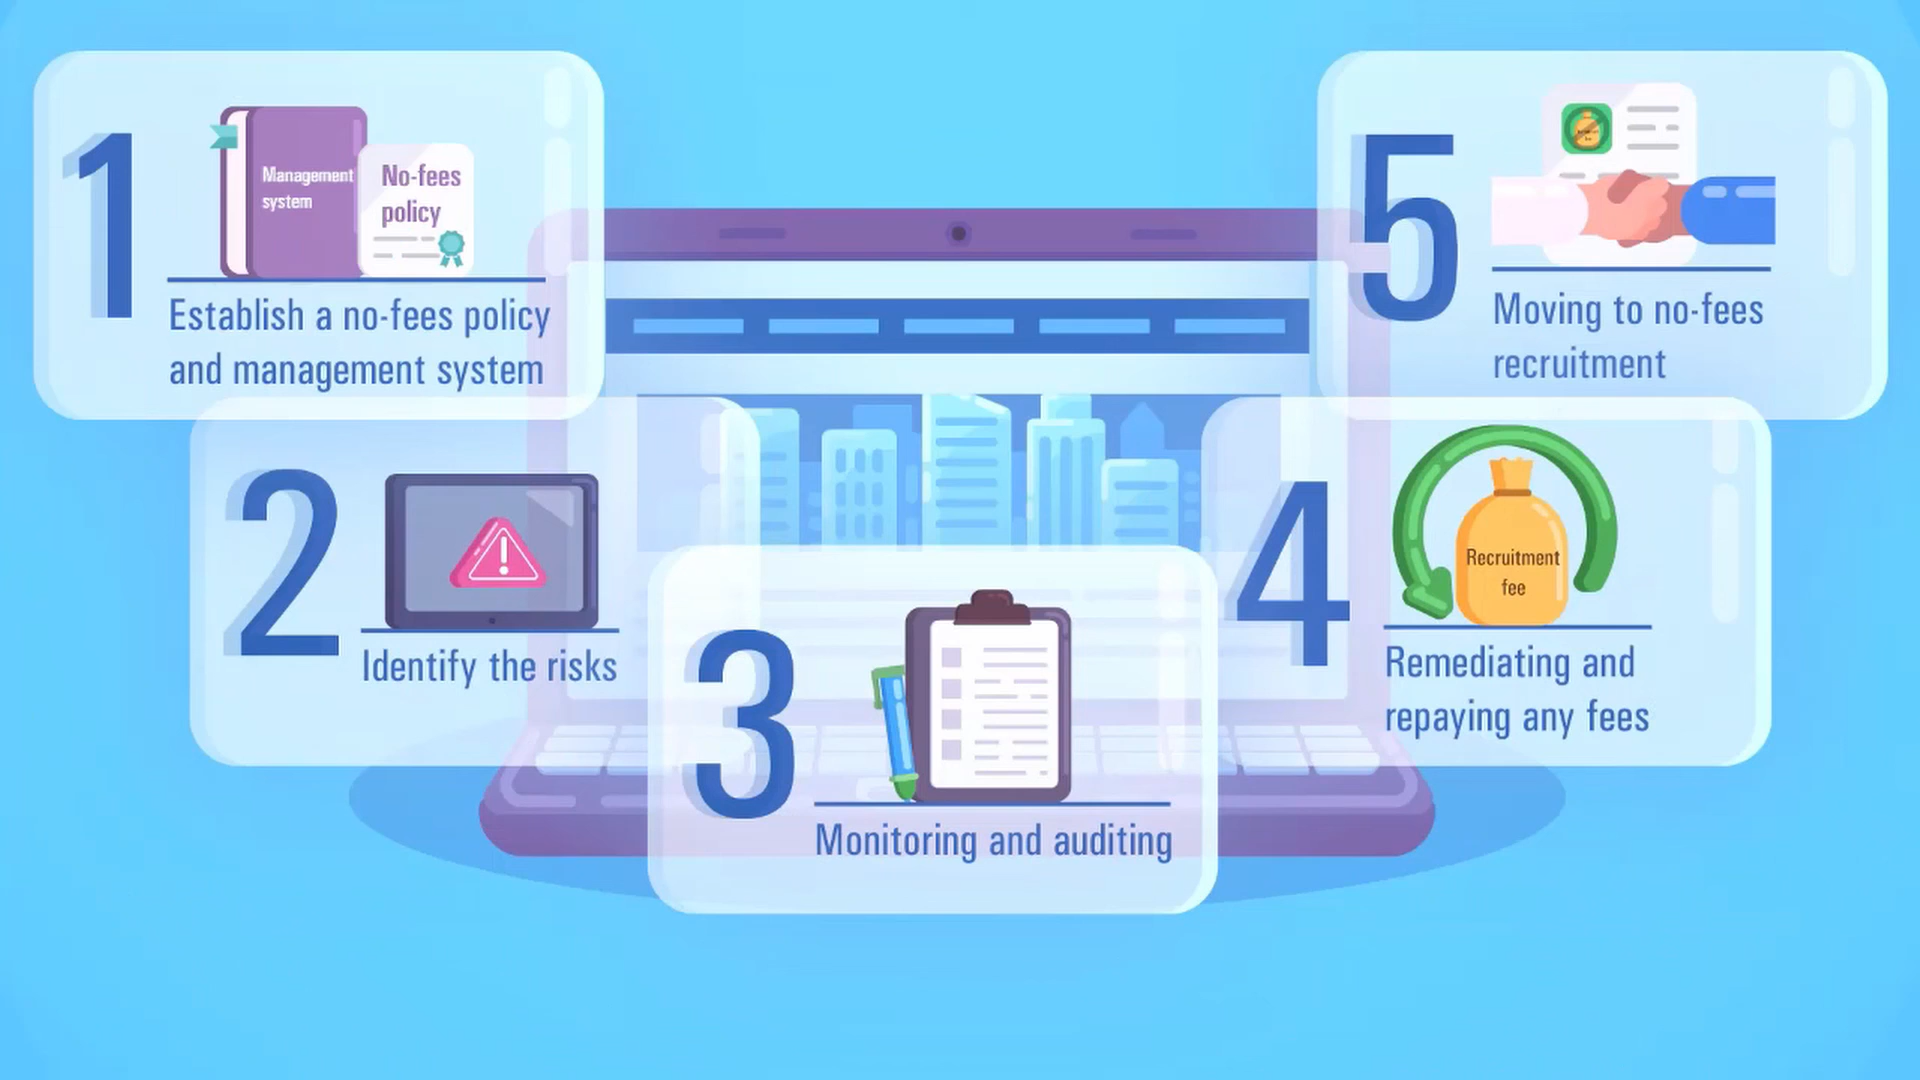 1
Management
system
No-fees
policy
Establish a no-fees policy
and management system
2
Identify the risks
3
Monitoring and auditing
4
Recruitment
fee
Remediating and
repaying any fees
5
Moving to no-fees
recruitment